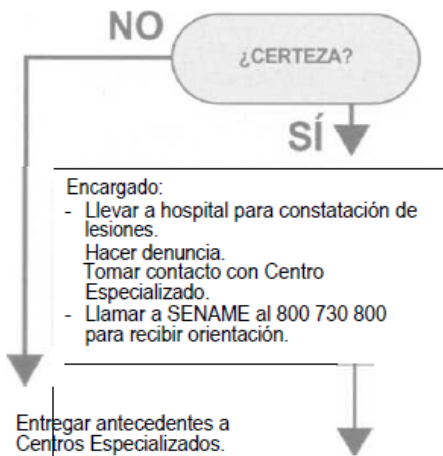 NO
¿CERTEZA?
SÍ
Encargado:
- Llevar a hospital para constatación de
lesiones.
Hacer denuncia.
Tomar contacto con Centro
Especializado.
- Llamar a SENAME al 800 730 800
para recibir orientación.
Entregar antecedentes a
Centros Especializados.